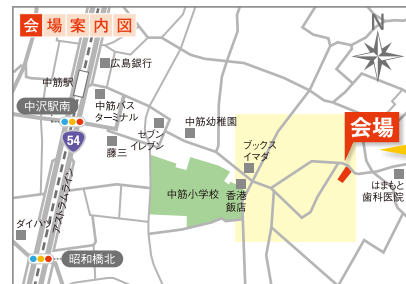 会場案内図
N
広島銀行
中筋駅
中沢駅南
中筋バス
ターミナル
54
藤三
セブン
イレブン
中筋幼稚園
ブックス
イマダ
会場
アストラムライン
中筋小学校
香港
飯店
はまもと
歯科医院
ダイハツ
昭和橋北